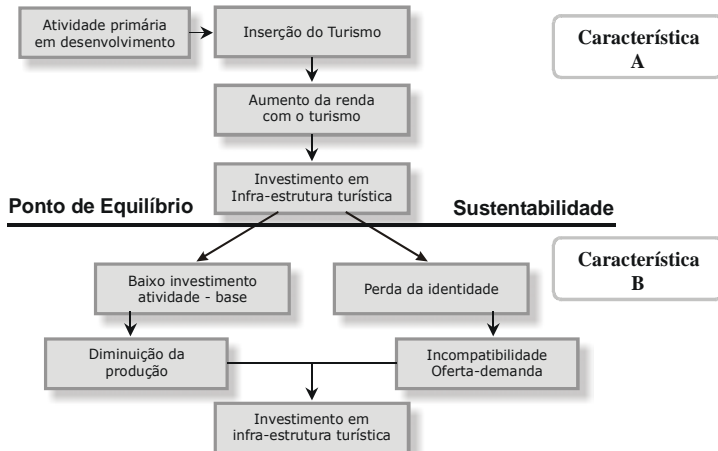 Atividade primária
em desenvolvimento
Inserção do Turismo
Característica
A
Aumento da renda
com o turismo
Investimento em
Infra-estrutura turística
Ponto de Equilíbrio
Sustentabilidade
Característica
B
Baixo investimento
atividade - base
Perda da identidade
Diminuição da
produção
Incompatibilidade
Oferta-demanda
Investimento em
infra-estrutura turística